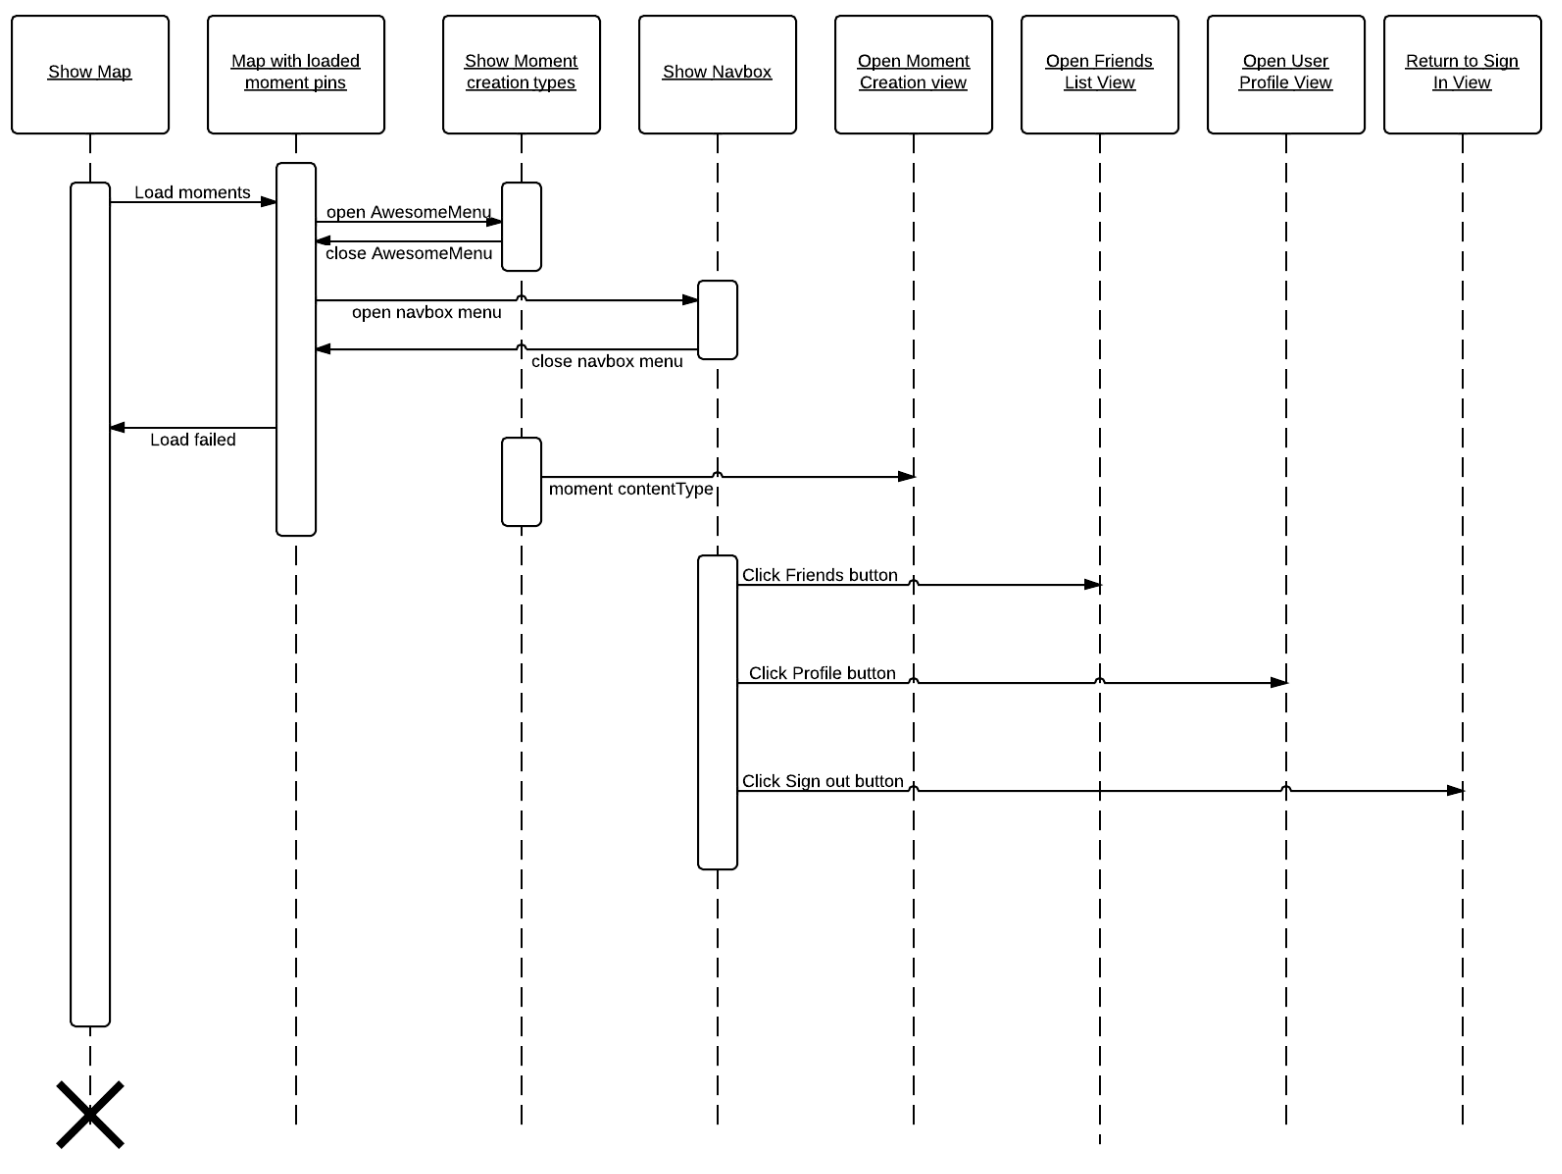 Show Map
Map with loaded
moment pins
Show Moment
creation types
Show Navbox
Open Moment
Creation view
Open Friends
List View
Open User
Profile View
Return to Sign
In View
Load moments
open AwesomeMenu
close AwesomeMenu
open navbox menu
close navbox menu
Load failed
moment contentType
Click Friends button
Click Profile button
Click Sign out button